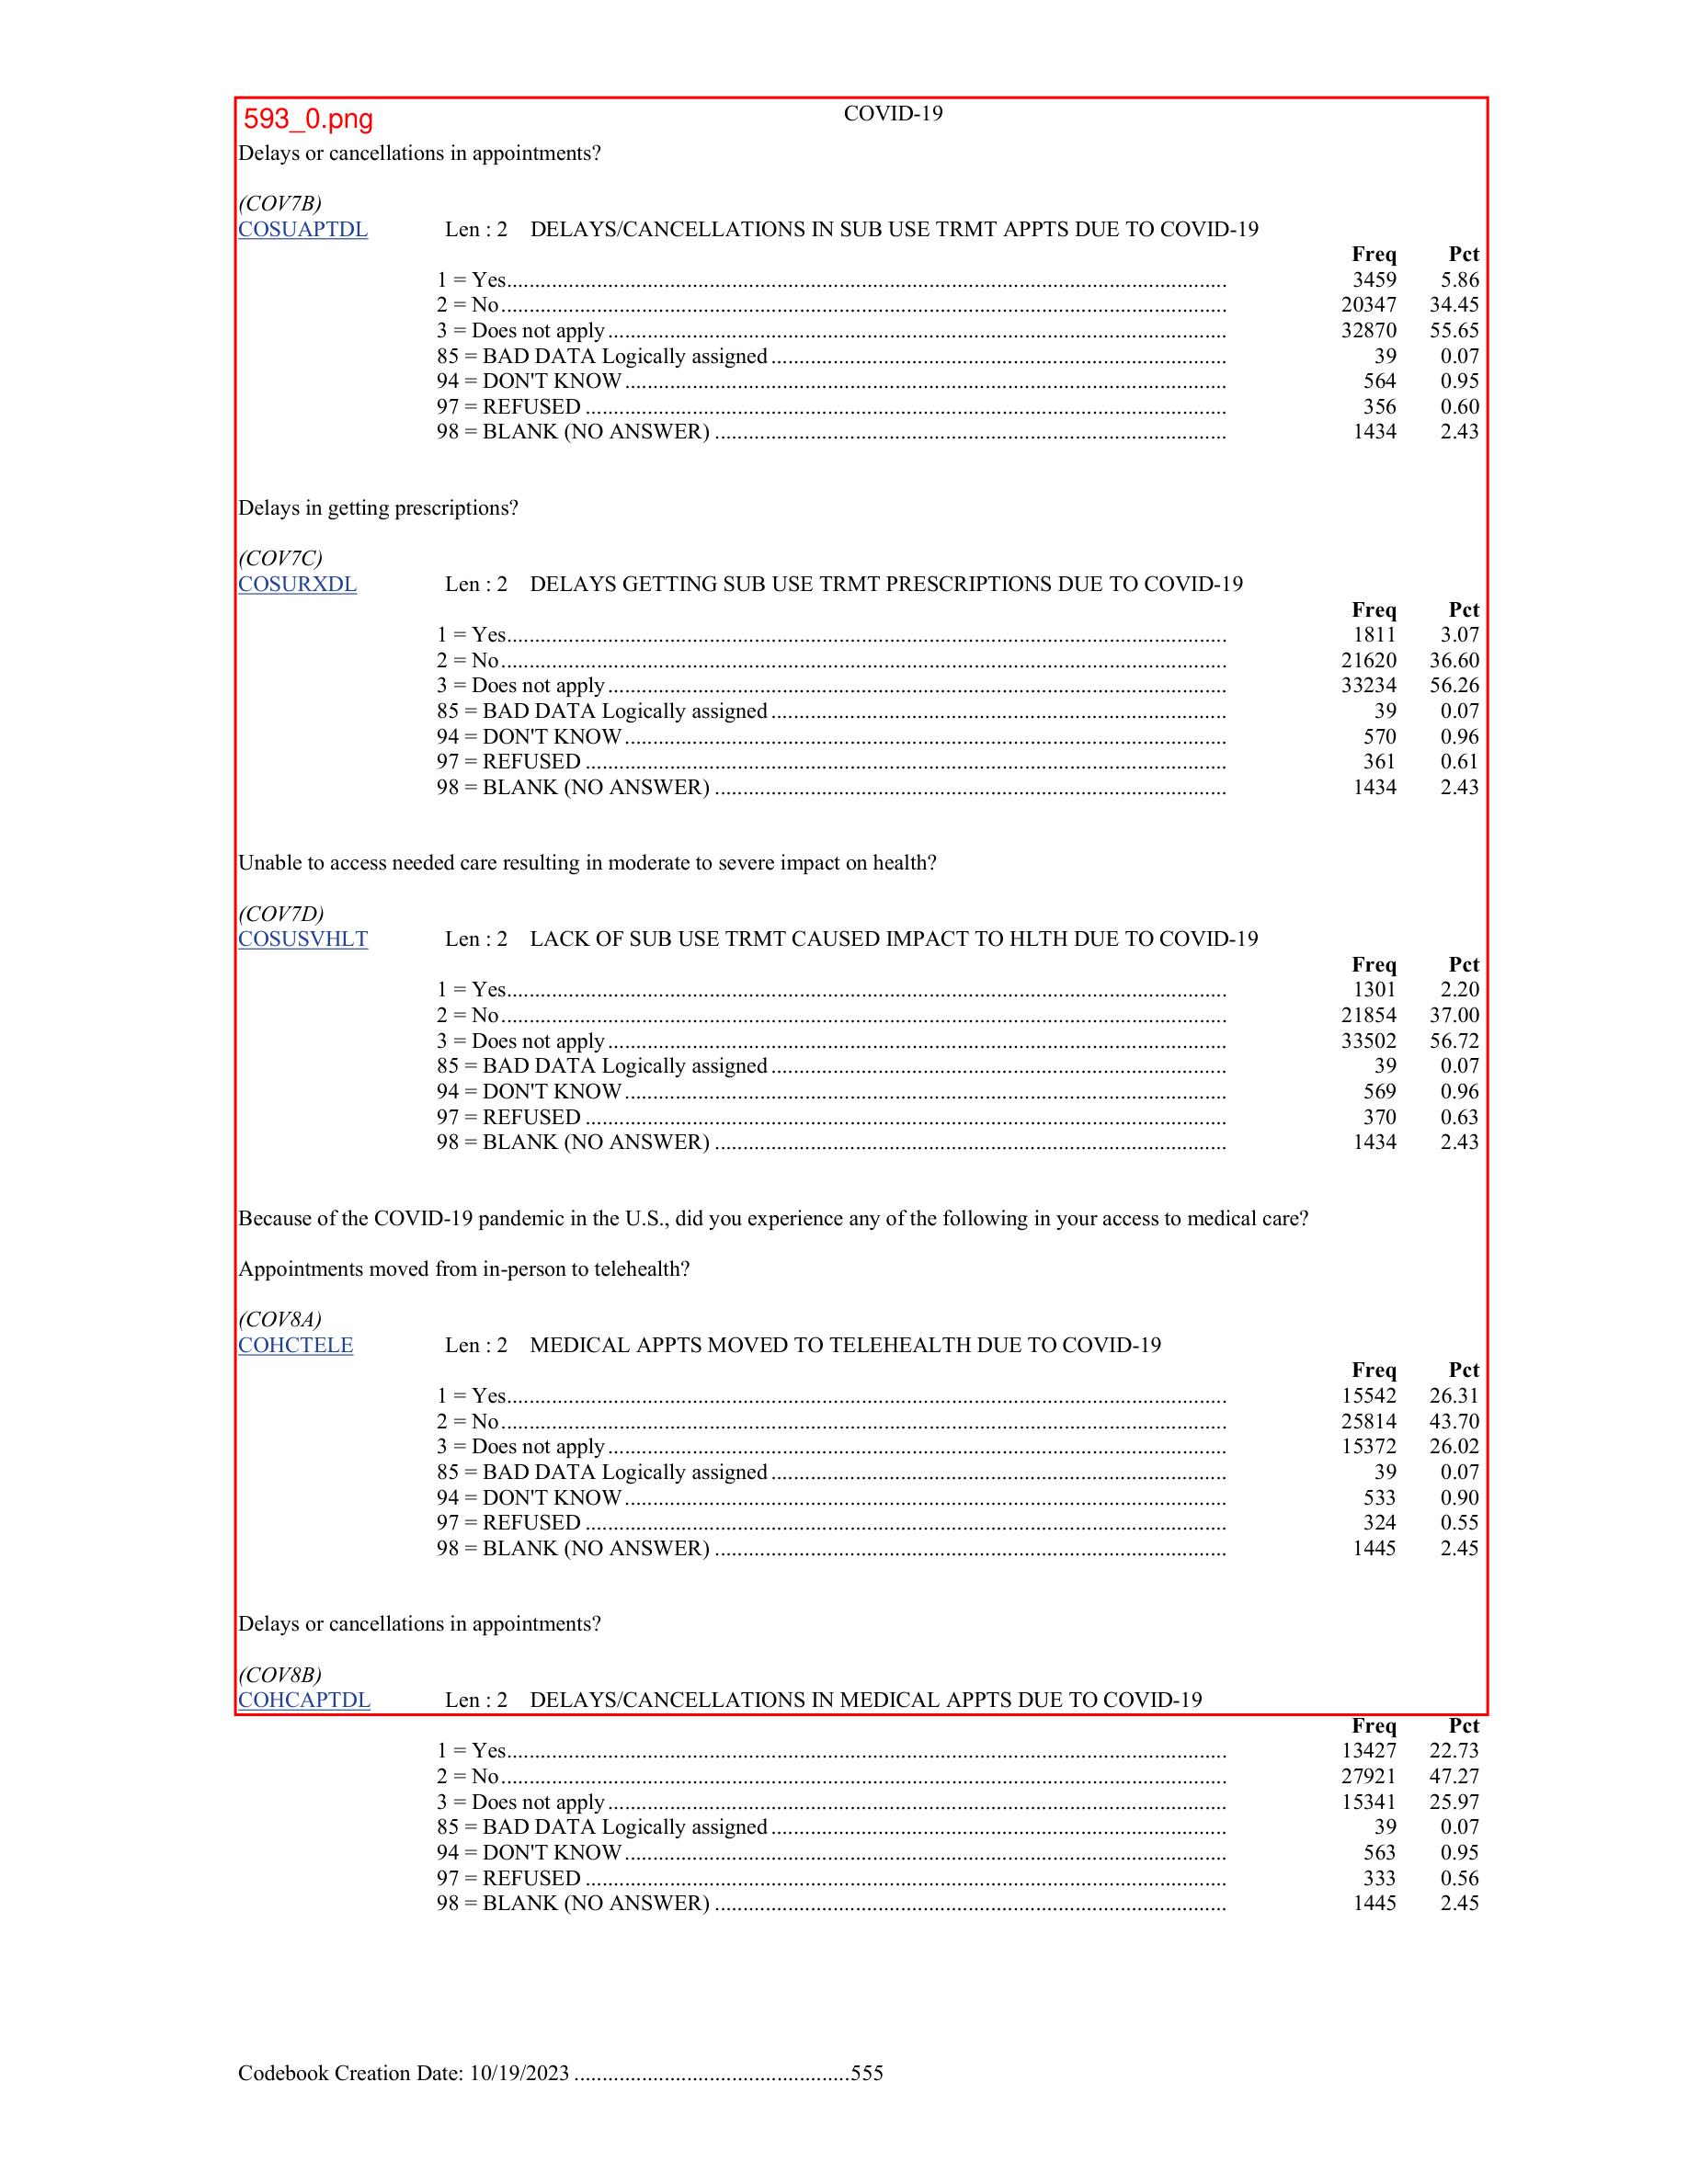 593_0.png
COVID-19
Delays or cancellations in appointments?
(COV7B)
COSUAPTDL Len : 2 DELAYS/CANCELLATIONS IN SUB USE TRMT APPTS DUE TO COVID-19
Freq Pct
1 = Yes 3459 5.86
2 = No 20347 34.45
3 = Does not apply 32870 55.65
85 = BAD DATA Logically assigned 39 0.07
94 = DON'T KNOW 564 0.95
97 = REFUSED 356 0.60
98 = BLANK (NO ANSWER) 1434 2.43
Delays in getting prescriptions?
(COV7C)
COSURXDL Len : 2 DELAYS GETTING SUB USE TRMT PRESCRIPTIONS DUE TO COVID-19
Freq Pct
1 = Yes 1811 3.07
2 = No 21620 36.60
3 = Does not apply 33234 56.26
85 = BAD DATA Logically assigned 39 0.07
94 = DON'T KNOW 570 0.96
97 = REFUSED 361 0.61
98 = BLANK (NO ANSWER) 1434 2.43
Unable to access needed care resulting in moderate to severe impact on health?
(COV7D)
COSUSVHLT Len : 2 LACK OF SUB USE TRMT CAUSED IMPACT TO HLTH DUE TO COVID-19
Freq Pct
1 = Yes 1301 2.20
2 = No 21854 37.00
3 = Does not apply 33502 56.72
85 = BAD DATA Logically assigned 39 0.07
94 = DON'T KNOW 569 0.96
97 = REFUSED 370 0.63
98 = BLANK (NO ANSWER) 1434 2.43
Because of the COVID-19 pandemic in the U.S., did you experience any of the following in your access to medical care?
Appointments moved from in-person to telehealth?
(COV8A)
COHCTELE Len : 2 MEDICAL APPTS MOVED TO TELEHEALTH DUE TO COVID-19
Freq Pct
1 = Yes 15542 26.31
2 = No 25814 43.70
3 = Does not apply 15372 26.02
85 = BAD DATA Logically assigned 39 0.07
94 = DON'T KNOW 533 0.90
97 = REFUSED 324 0.55
98 = BLANK (NO ANSWER) 1445 2.45
Delays or cancellations in appointments?
(COV8B)
COHCAPTDL Len : 2 DELAYS/CANCELLATIONS IN MEDICAL APPTS DUE TO COVID-19
Freq Pct
1 = Yes 13427 22.73
2 = No 27921 47.27
3 = Does not apply 15341 25.97
85 = BAD DATA Logically assigned 39 0.07
94 = DON'T KNOW 563 0.95
97 = REFUSED 333 0.56
98 = BLANK (NO ANSWER) 1445 2.45
Codebook Creation Date: 10/19/2023 .................................................555